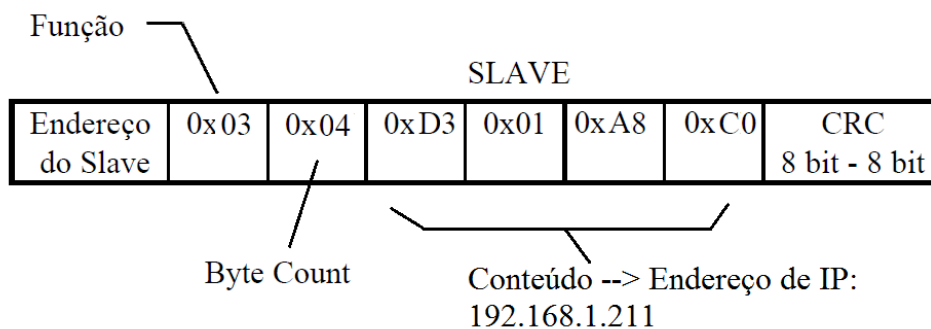 Função
SLAVE
Endereço do Slave
0x03
0x04
0xD3
0x01
0xA8
0xC0
CRC
8 bit - 8 bit
Byte Count
Conteúdo --> Endereço de IP:
192.168.1.211